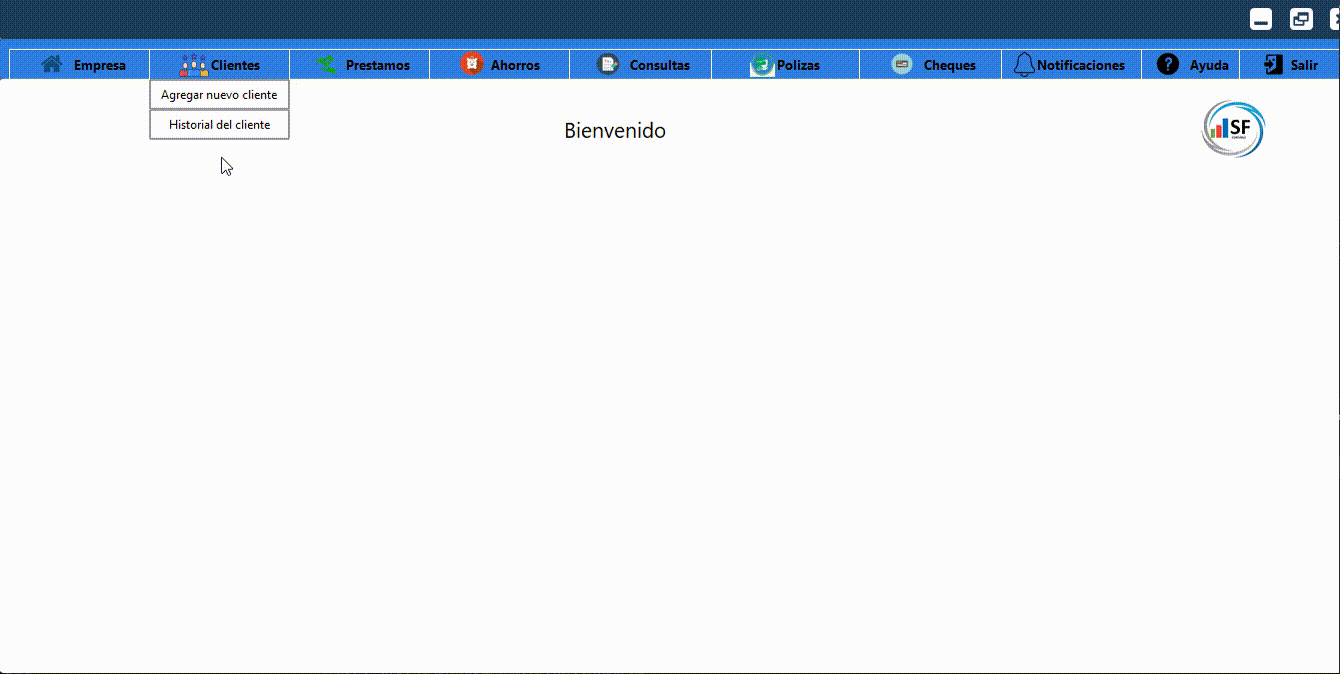 Empresa Clientes Prestamos Ahorros Consultas Polizas Cheques Notificaciones ? Ayuda Salir
Agregar nuevo cliente
Historial del cliente
Bienvenido
SF